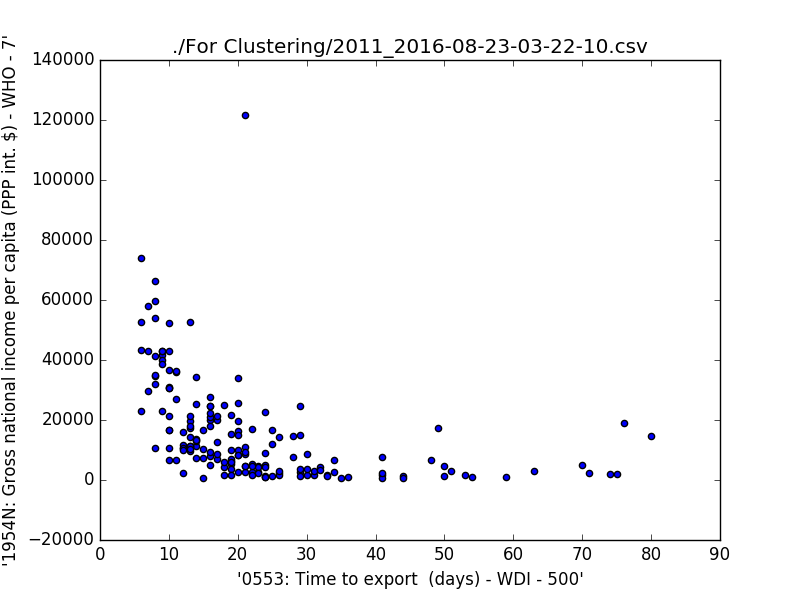 ./For Clustering/2011_2016-08-23-03-22-10.csv
'1954N: Gross national income per capita (PPP int. $) - WHO - 7'
140000
120000
100000
80000
60000
40000
20000
0
−20000
0 10 20 30 40 50 60 70 80 90
'0553: Time to export  (days) - WDI - 500'